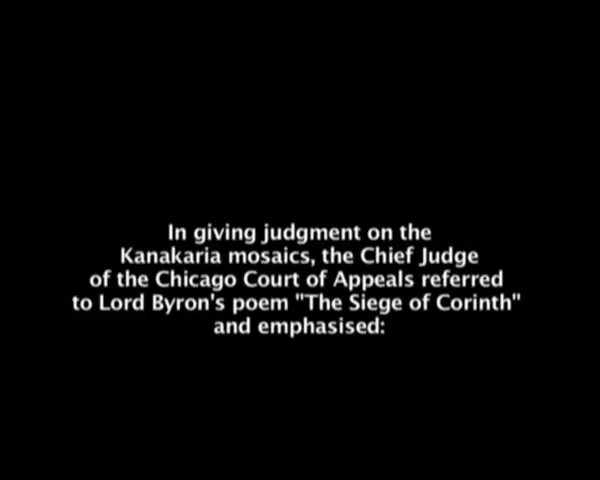 In giving judgment on the
Kanakaria mosaics, the Chief Judge
of the Chicago Court of Appeals referred
to Lord Byron's poem "The Siege of Corinth"
and emphasised: